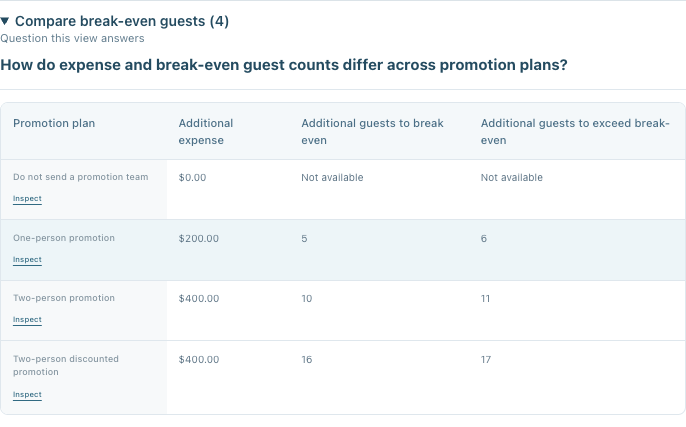 ▼ Compare break-even guests (4)
Question this view answers
How do expense and break-even guest counts differ across promotion plans?
Promotion plan
Additional expense
Additional guests to break even
Additional guests to exceed break-even
Do not send a promotion team
Inspect
$0.00
Not available
Not available
One-person promotion
Inspect
$200.00
5
6
Two-person promotion
Inspect
$400.00
10
11
Two-person discounted
promotion
Inspect
$400.00
16
17